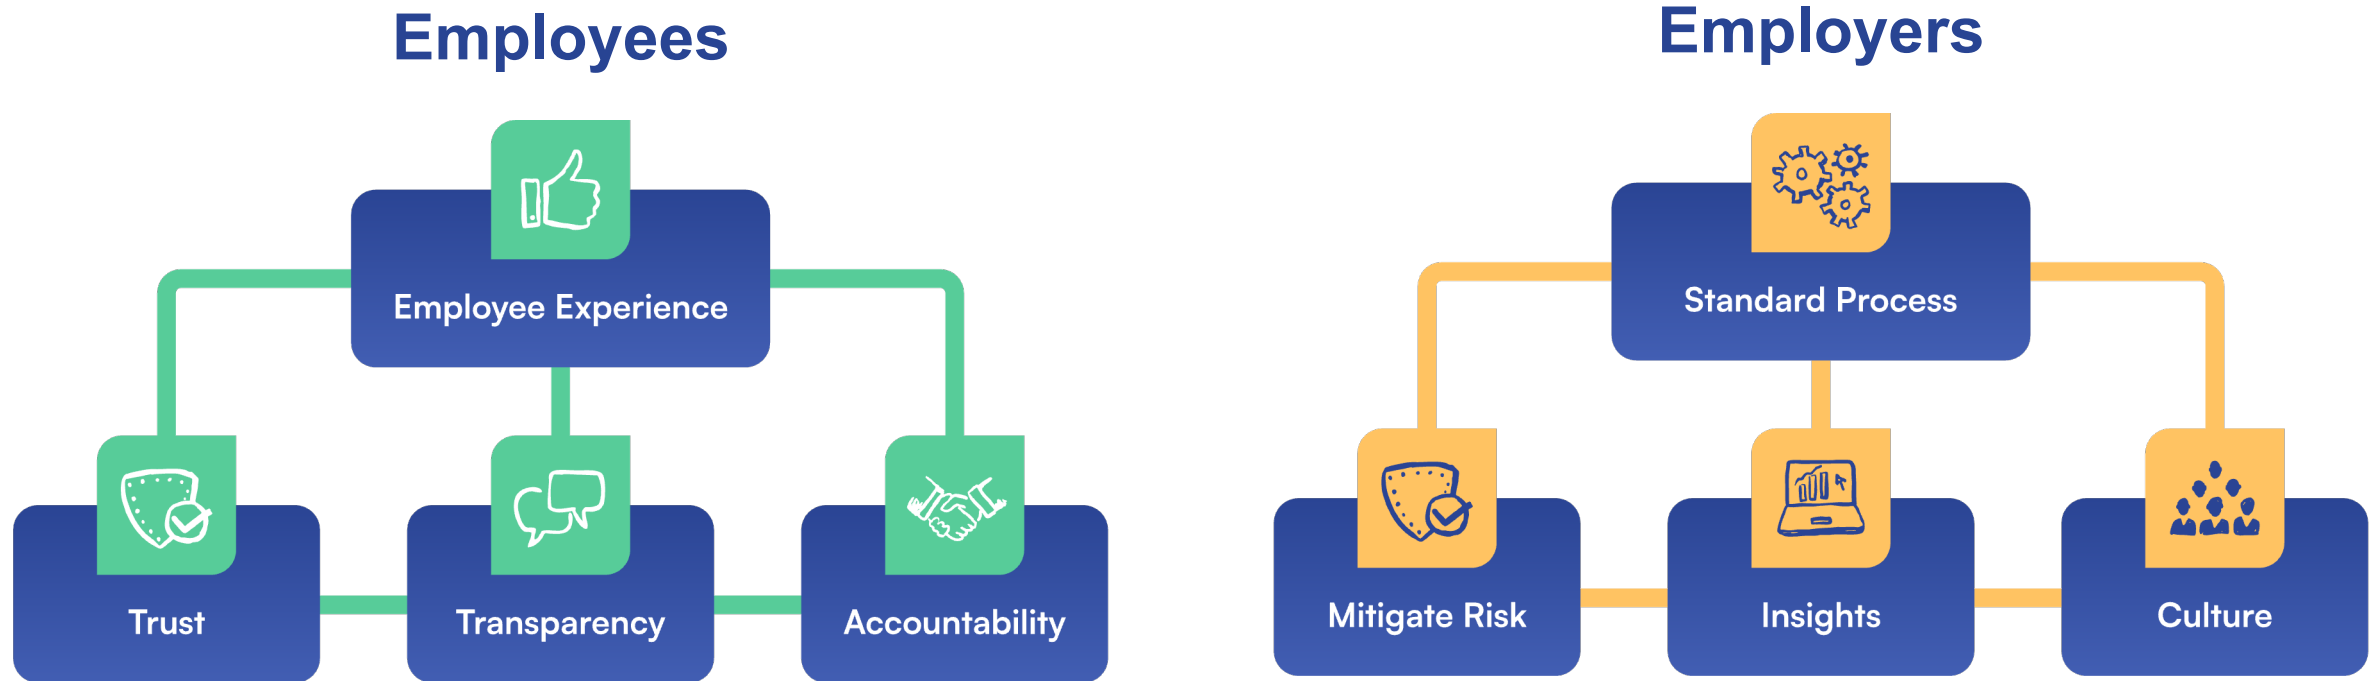 Employees
Employee Experience
Trust
Transparency
Accountability
Employers
Standard Process
Mitigate Risk
Insights
Culture